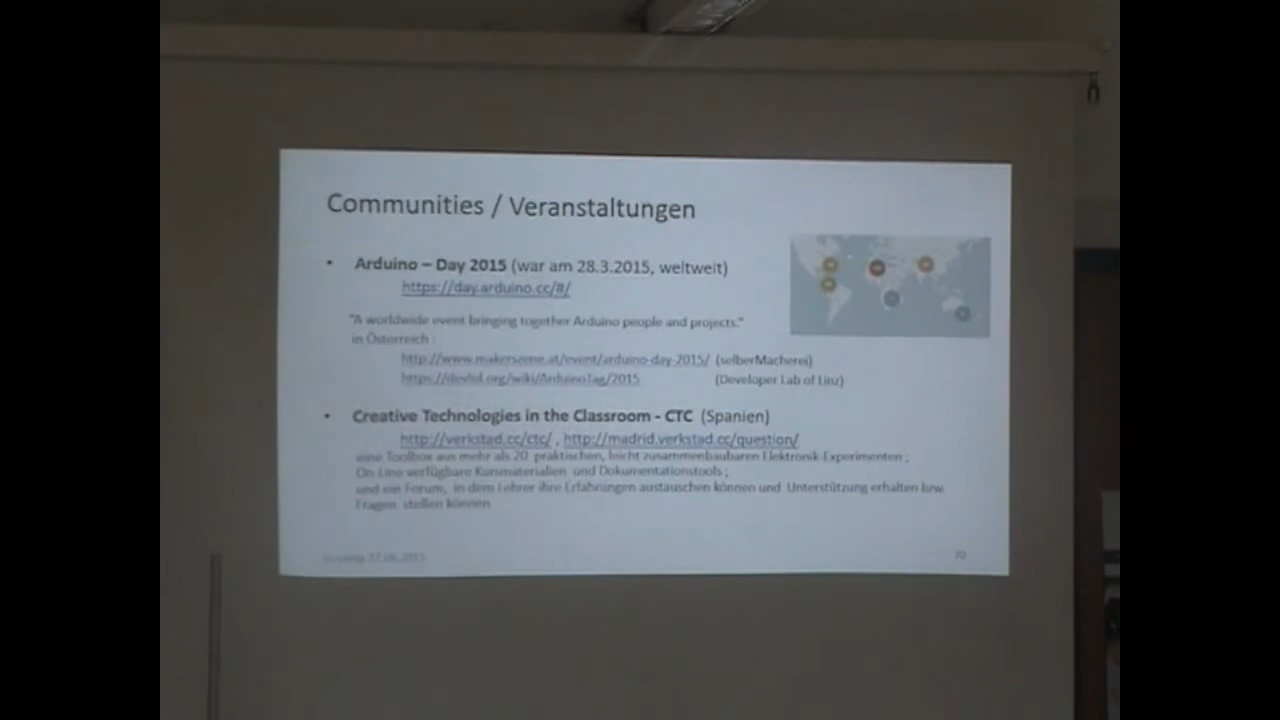 Communities / Veranstaltungen
• Arduino – Day 2015 (war am 28.3.2015, weltweit)
https://day.arduino.cc/#/
"A worldwide event bringing together Arduino people and projects."
in Österreich :
http://www.makerszene.at/event/arduino-day-2015/ (selberMacherei)
https://devlol.org/wiki/ArduinoTag/2015 (Developer Lab of Linz)
• Creative Technologies in the Classroom - CTC (Spanien)
http://verkstad.cc/ctc/ , http://madrid.verkstad.cc/question/
eine Toolbox aus mehr als 20 praktischen, leicht zusammenbaubaren Elektronik-Experimenten ;
On-Line verfügbare Kursmaterialien und Dokumentationstools ;
und ein Forum, in dem Lehrer ihre Erfahrungen austauschen können und Unterstützung erhalten bzw.
Fragen stellen können
20